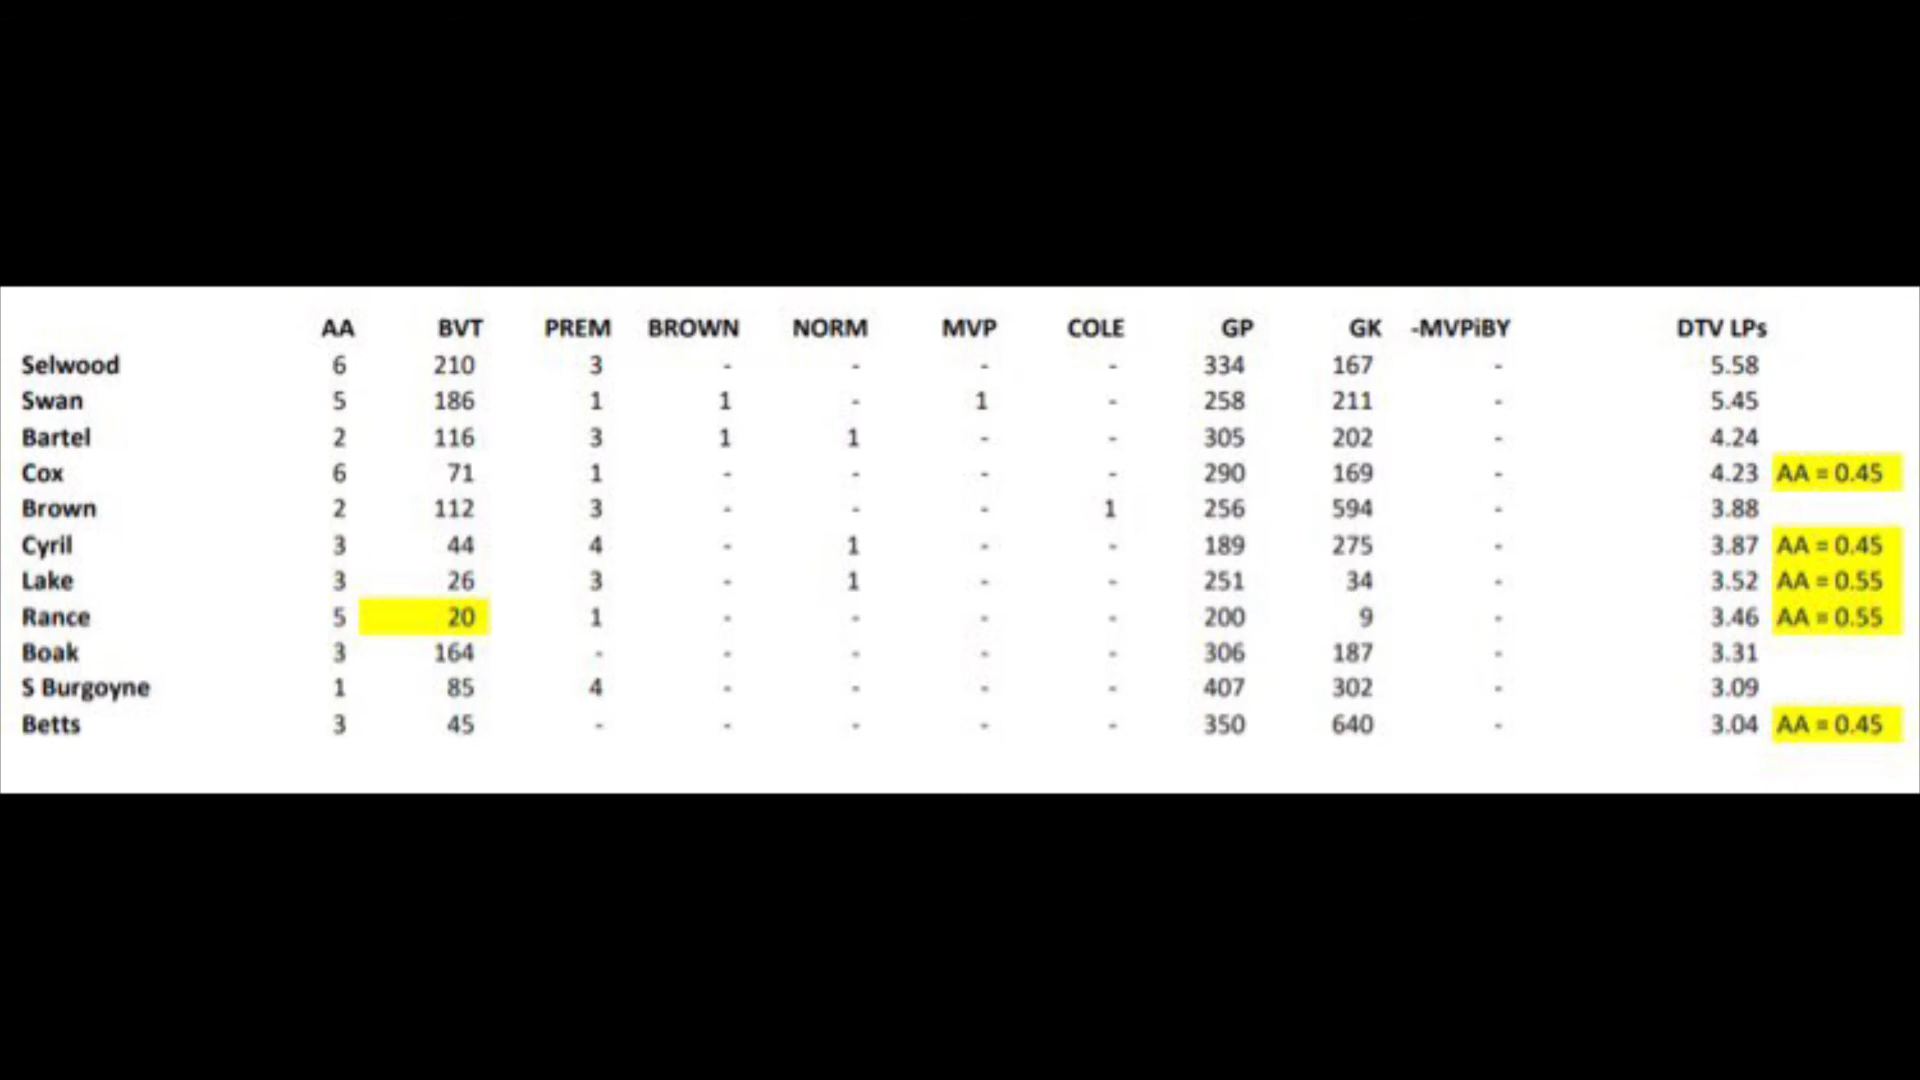 AA BVT PREM BROWN NORM MVP COLE GP GK -MVPiBY DTV LPs
Selwood 6 210 3 - - - - 334 167 - 5.58
Swan 5 186 1 1 - 1 - 258 211 - 5.45
Bartel 2 116 3 1 1 - - 305 202 - 4.24
Cox 6 71 1 - - - - 290 169 - 4.23 AA = 0.45
Brown 2 112 3 - - - 1 256 594 - 3.88
Cyril 3 44 4 - 1 - - 189 275 - 3.87 AA = 0.45
Lake 3 26 3 - 1 - - 251 34 - 3.52 AA = 0.55
Rance 5 20 1 - - - - 200 9 - 3.46 AA = 0.55
Boak 3 164 - - - - - 306 187 - 3.31
S Burgoyne 1 85 4 - - - - 407 302 - 3.09
Betts 3 45 - - - - - 350 640 - 3.04 AA = 0.45